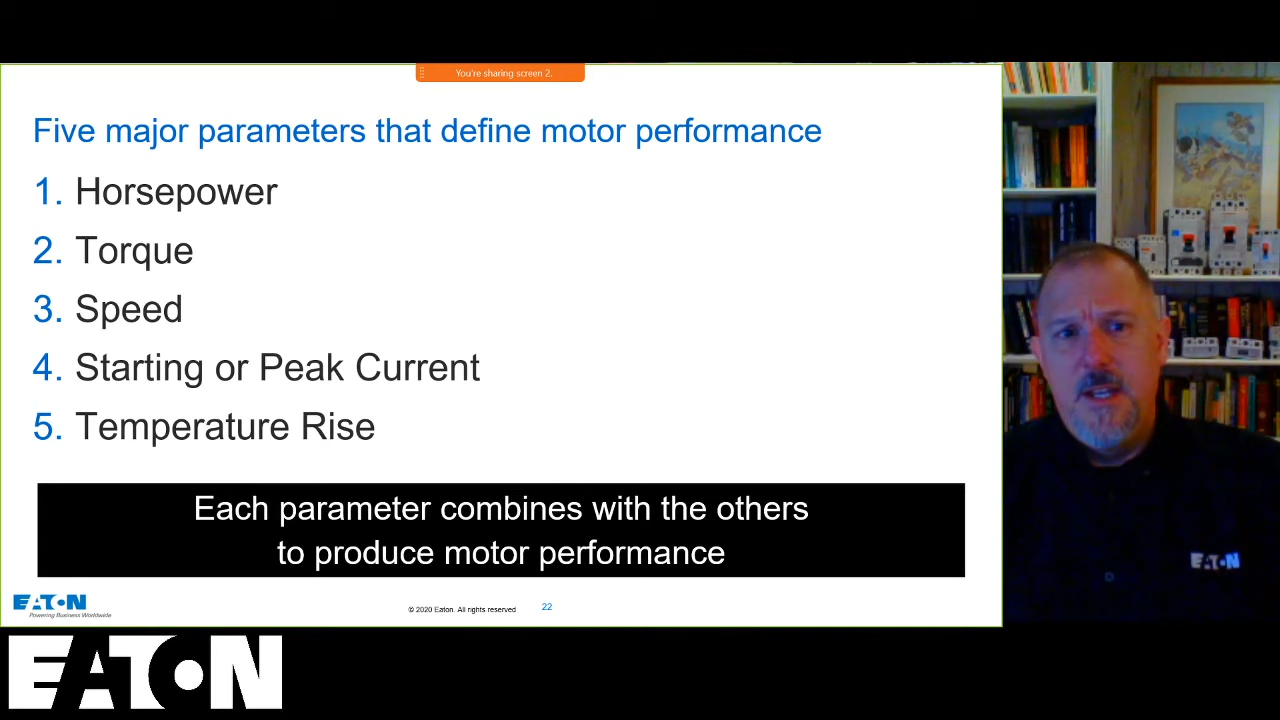 You're sharing screen 2.
Five major parameters that define motor performance
1. Horsepower
2. Torque
3. Speed
4. Starting or Peak Current
5. Temperature Rise
Each parameter combines with the others
to produce motor performance
EATON
Powering Business Worldwide
© 2020 Eaton. All rights reserved
22
EATON
EATON